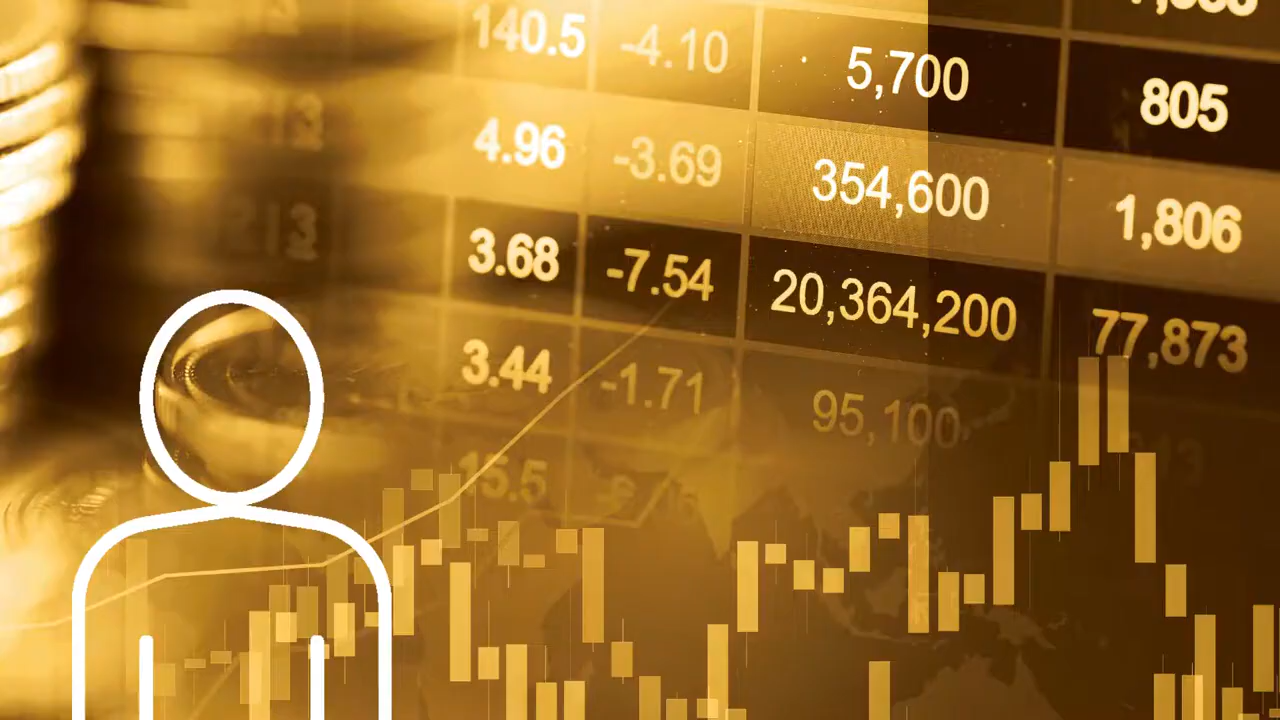 140.5 -4.10 5,700 805
4.96 -3.69 354,600 1,806
3.68 -7.54 20,364,200 77,873
3.44 -1.71 95,100
15.5